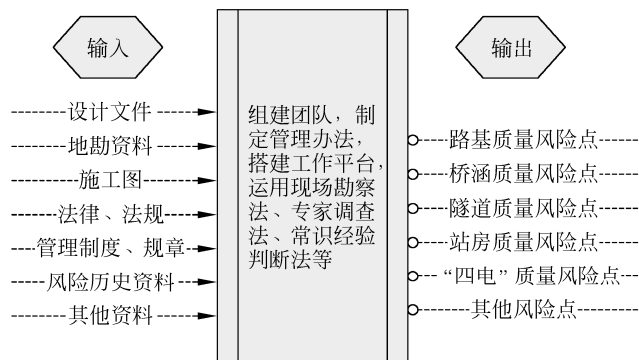 输入
设计文件
地勘资料
施工图
法律、法规
管理制度、规章
风险历史资料
其他资料
组建团队，制
定管理办法，
搭建工作平台，
运用现场勘察
法、专家调查
法、常识经验
判断法等
输出
路基质量风险点
桥涵质量风险点
隧道质量风险点
站房质量风险点
“四电”质量风险点
其他风险点